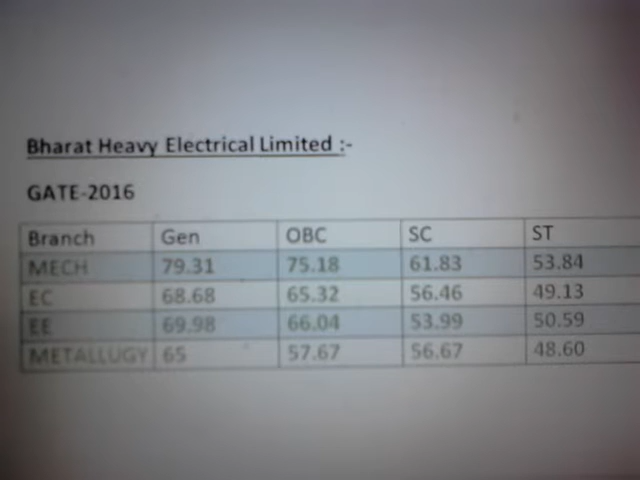 Bharat Heavy Electrical Limited :-
GATE-2016
Branch Gen OBC SC ST
MECH 79.31 75.18 61.83 53.84
EC 68.68 65.32 56.46 49.13
EE 69.98 66.04 53.99 50.59
METALLUGY 65 57.67 56.67 48.60